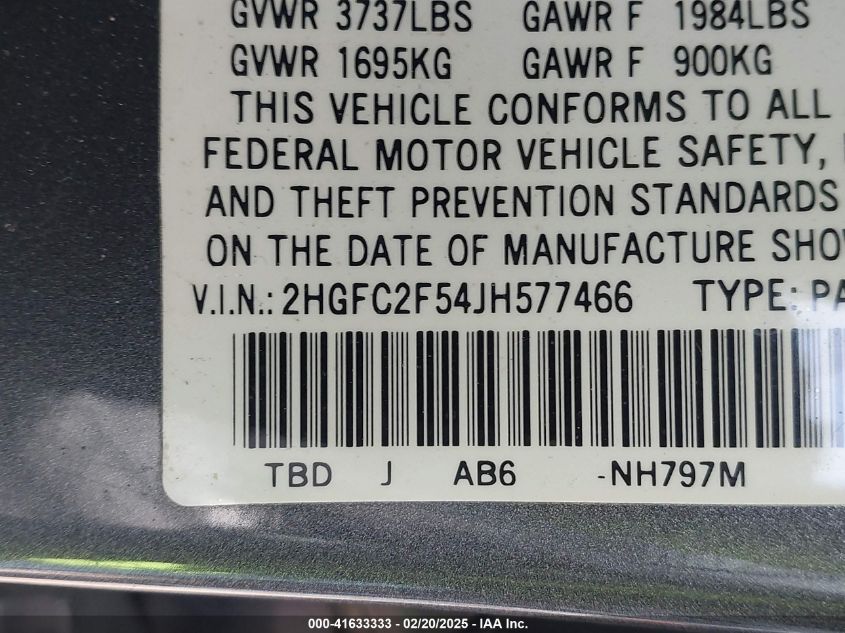 GVWR 3737LBS GAWR F 1984LBS
GVWR 1695KG GAWR F 900KG
THIS VEHICLE CONFORMS TO ALL
FEDERAL MOTOR VEHICLE SAFETY,
AND THEFT PREVENTION STANDARDS
ON THE DATE OF MANUFACTURE SHO
V.I.N.: 2HGFC2F54JH577466 TYPE: PA
TBD J AB6 -NH797M
000-41633333 - 02/20/2025 - IAA Inc.